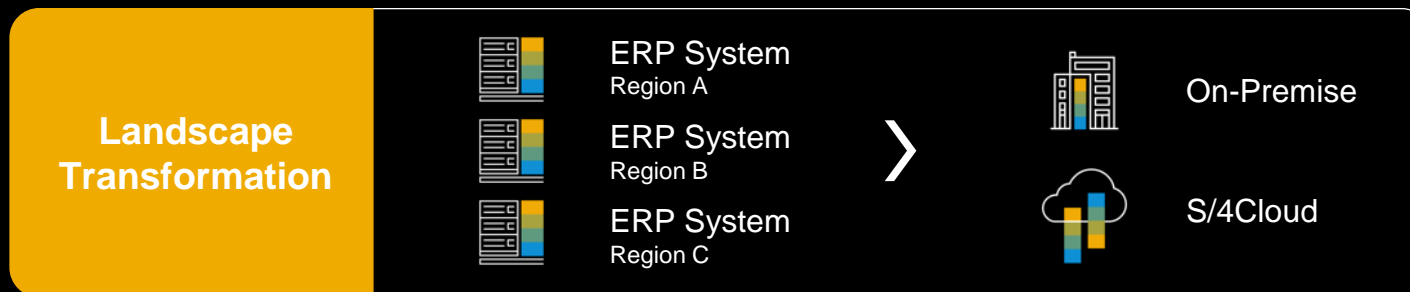 Landscape
Transformation
ERP System
Region A
ERP System
Region B
ERP System
Region C
On-Premise
S/4Cloud